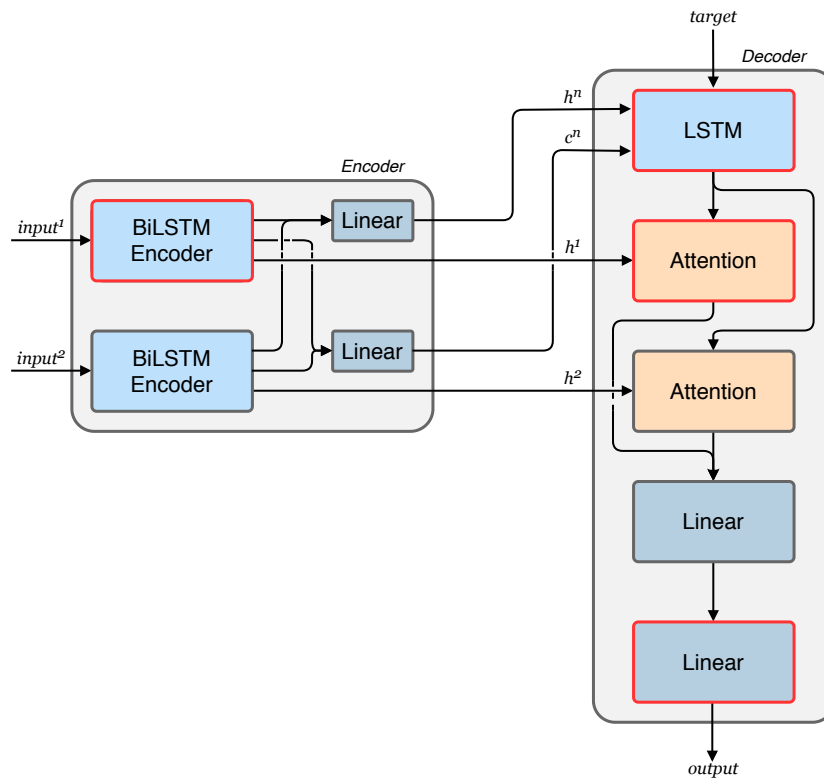 target
Decoder
hⁿ
LSTM
cⁿ
Encoder
input¹
BiLSTM
Encoder
Linear
h¹
Attention
input²
BiLSTM
Encoder
Linear
h²
Attention
Linear
Linear
output